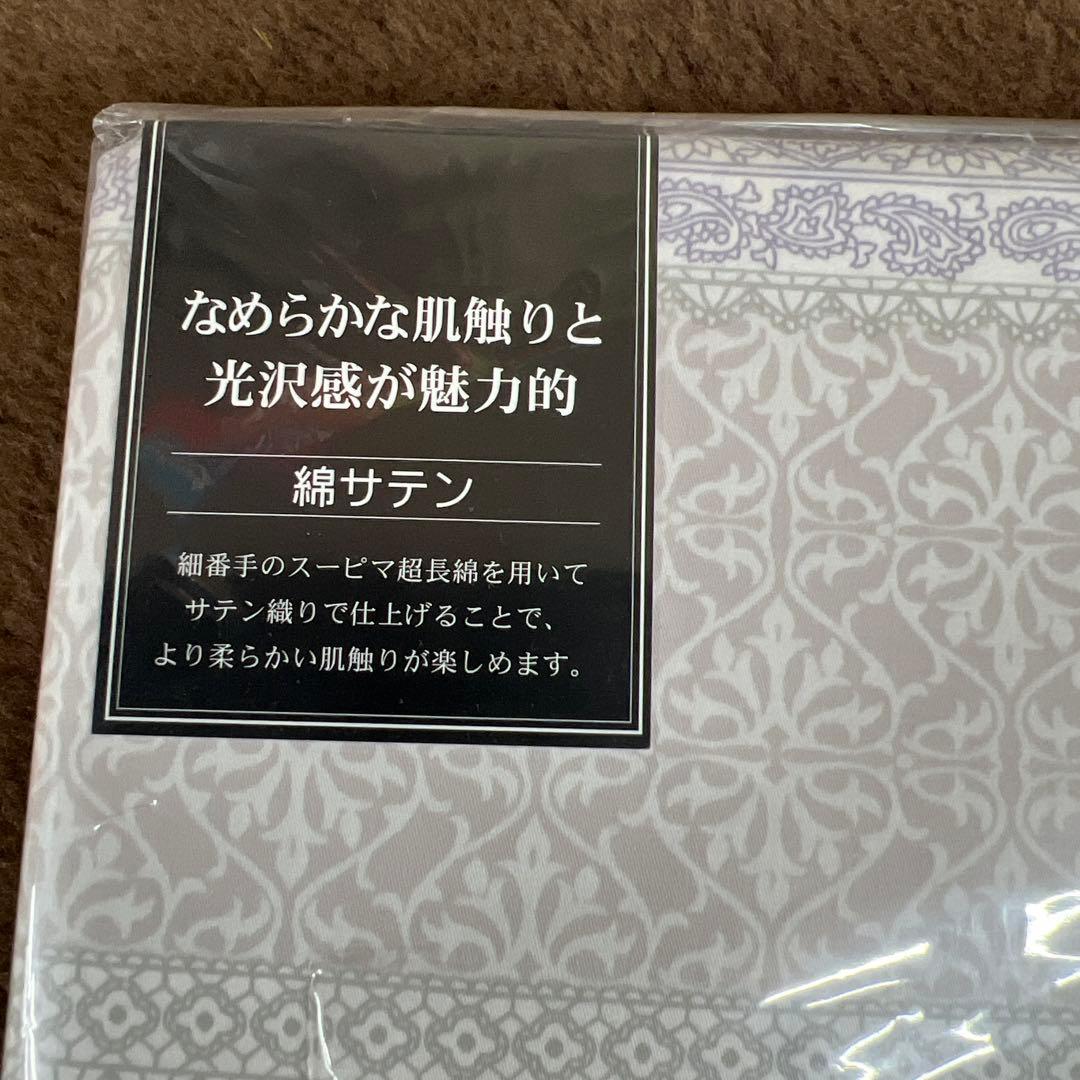 なめらかな肌触りと
光沢感が魅力的
綿サテン
細番手のスーピマ超長綿を用いて
サテン織りで仕上げることで、
より柔らかい肌触りが楽しめます。